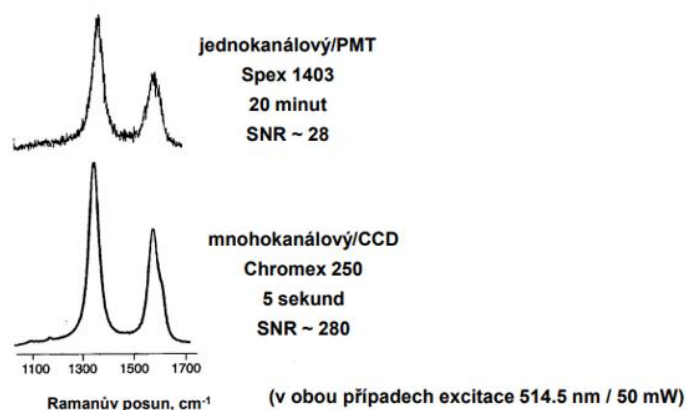 jednokanálový/PMT
Spex 1403
20 minut
SNR ~ 28
mnohokanálový/CCD
Chromex 250
5 sekund
SNR ~ 280
1100 1300 1500 1700
Ramanův posun, cm⁻¹
(v obou případech excitace 514.5 nm / 50 mW)